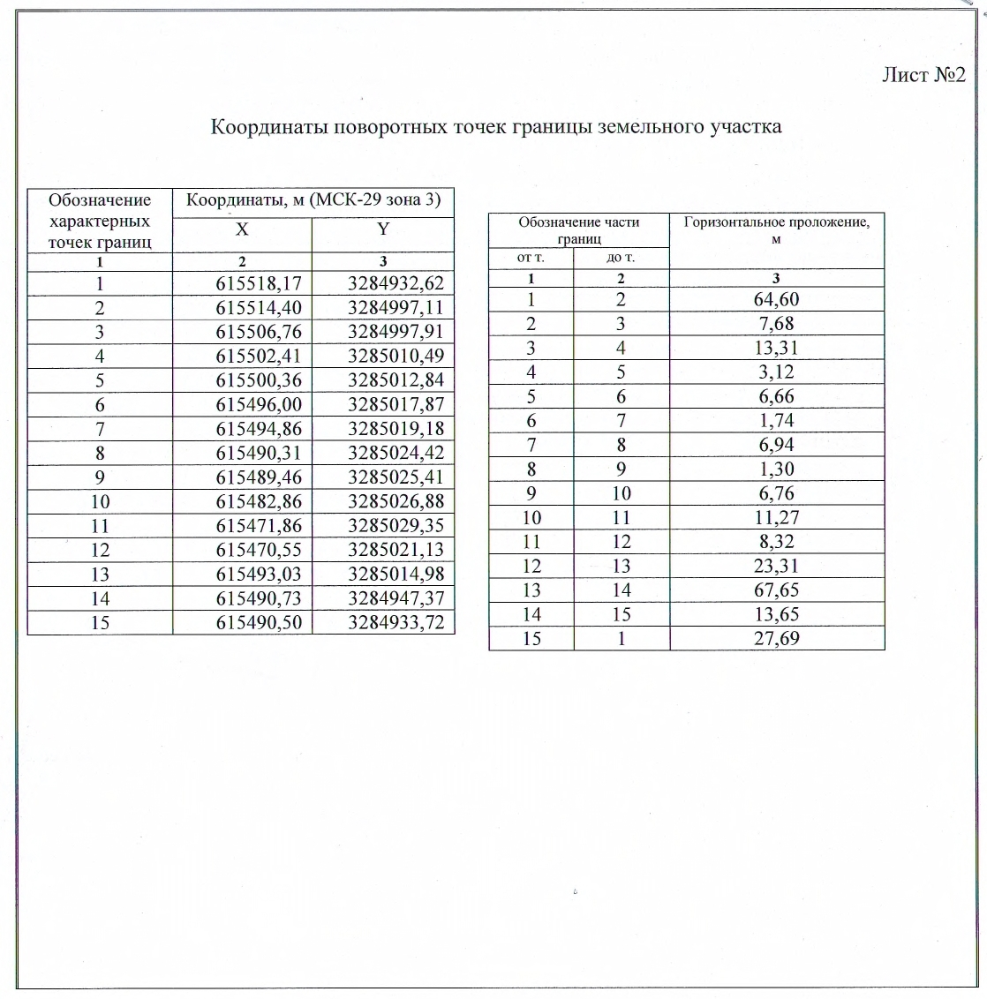 Лист №2
Координаты поворотных точек границы земельного участка
Обозначение характерных точек границ
Координаты, м (МСК-29 зона 3)
X Y
1 2 3
1 615518,17 3284932,62
2 615514,40 3284997,11
3 615506,76 3284997,91
4 615502,41 3285010,49
5 615500,36 3285012,84
6 615496,00 3285017,87
7 615494,86 3285019,18
8 615490,31 3285024,42
9 615489,46 3285025,41
10 615482,86 3285026,88
11 615471,86 3285029,35
12 615470,55 3285021,13
13 615493,03 3285014,98
14 615490,73 3284947,37
15 615490,50 3284933,72
Обозначение части границ
Горизонтальное проложение, м
от т. до т.
1 2 3
1 2 64,60
2 3 7,68
3 4 13,31
4 5 3,12
5 6 6,66
6 7 1,74
7 8 6,94
8 9 1,30
9 10 6,76
10 11 11,27
11 12 8,32
12 13 23,31
13 14 67,65
14 15 13,65
15 1 27,69